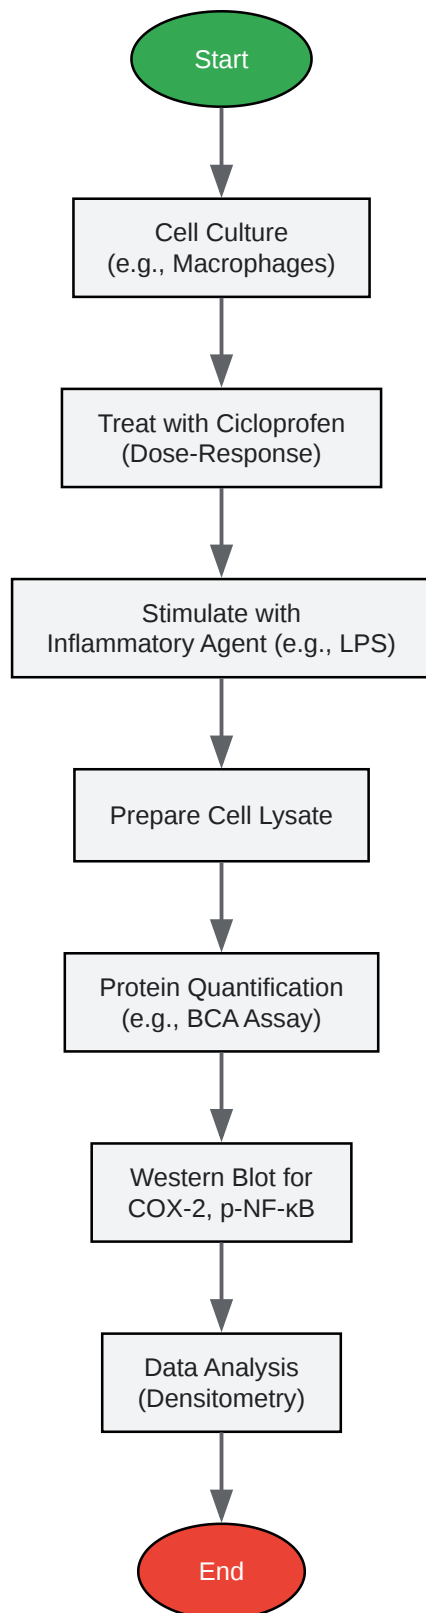 Start
Cell Culture
(e.g., Macrophages)
Treat with Cicloprofen
(Dose-Response)
Stimulate with
Inflammatory Agent (e.g., LPS)
Prepare Cell Lysate
Protein Quantification
(e.g., BCA Assay)
Western Blot for
COX-2, p-NF-κB
Data Analysis
(Densitometry)
End